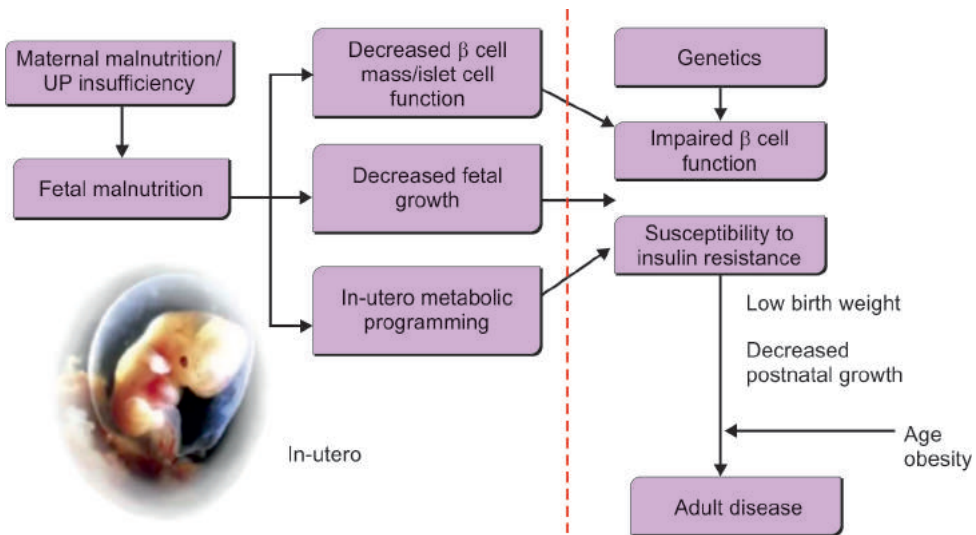 Maternal malnutrition/
UP insufficiency
Fetal malnutrition
Decreased β cell
mass/islet cell
function
Decreased fetal
growth
In-utero metabolic
programming
In-utero
Genetics
Impaired β cell
function
Susceptibility to
insulin resistance
Low birth weight
Decreased
postnatal growth
Age
obesity
Adult disease